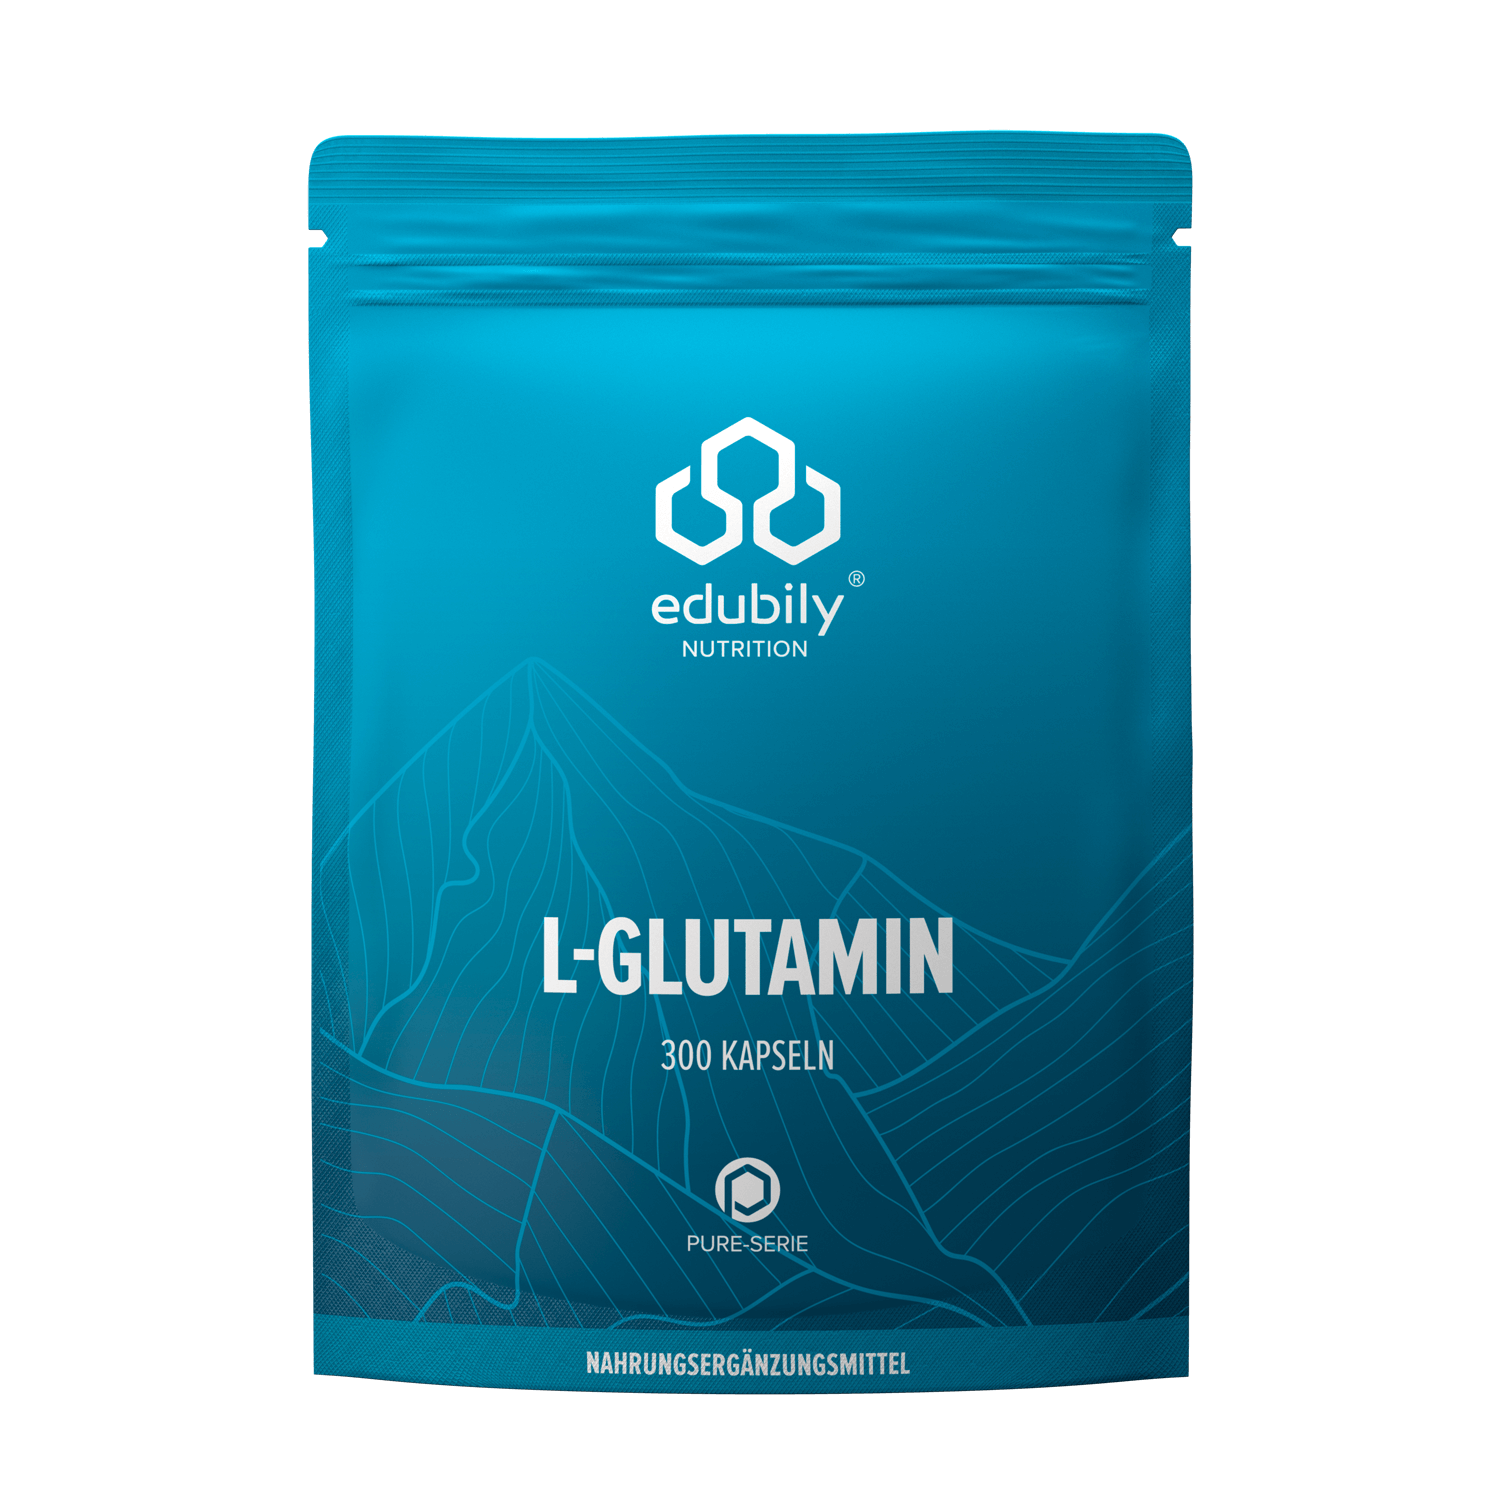 edubily®
NUTRITION
L-GLUTAMIN
300 KAPSELN
PURE-SERIE
NAHRUNGSERGÄNZUNGSMITTEL